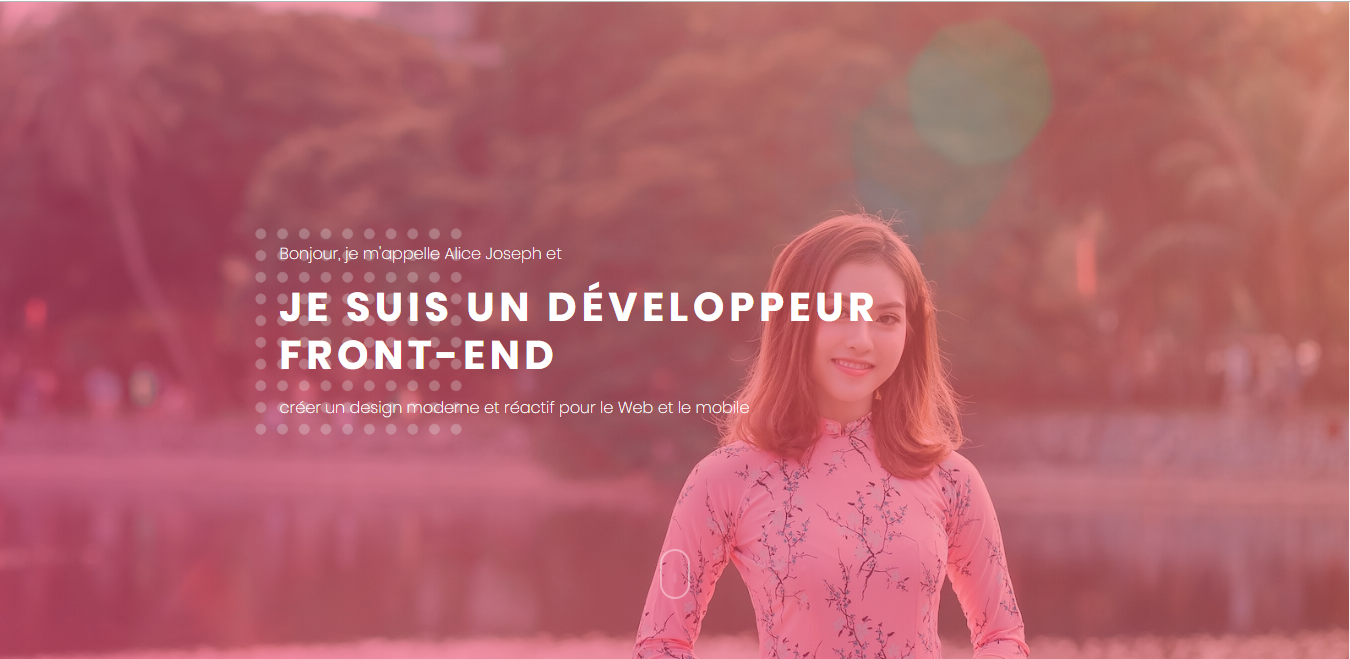 Bonjour, je m'appelle Alice Joseph et
JE SUIS UN DÉVELOPPEUR
FRONT-END
créer un design moderne et réactif pour le Web et le mobile